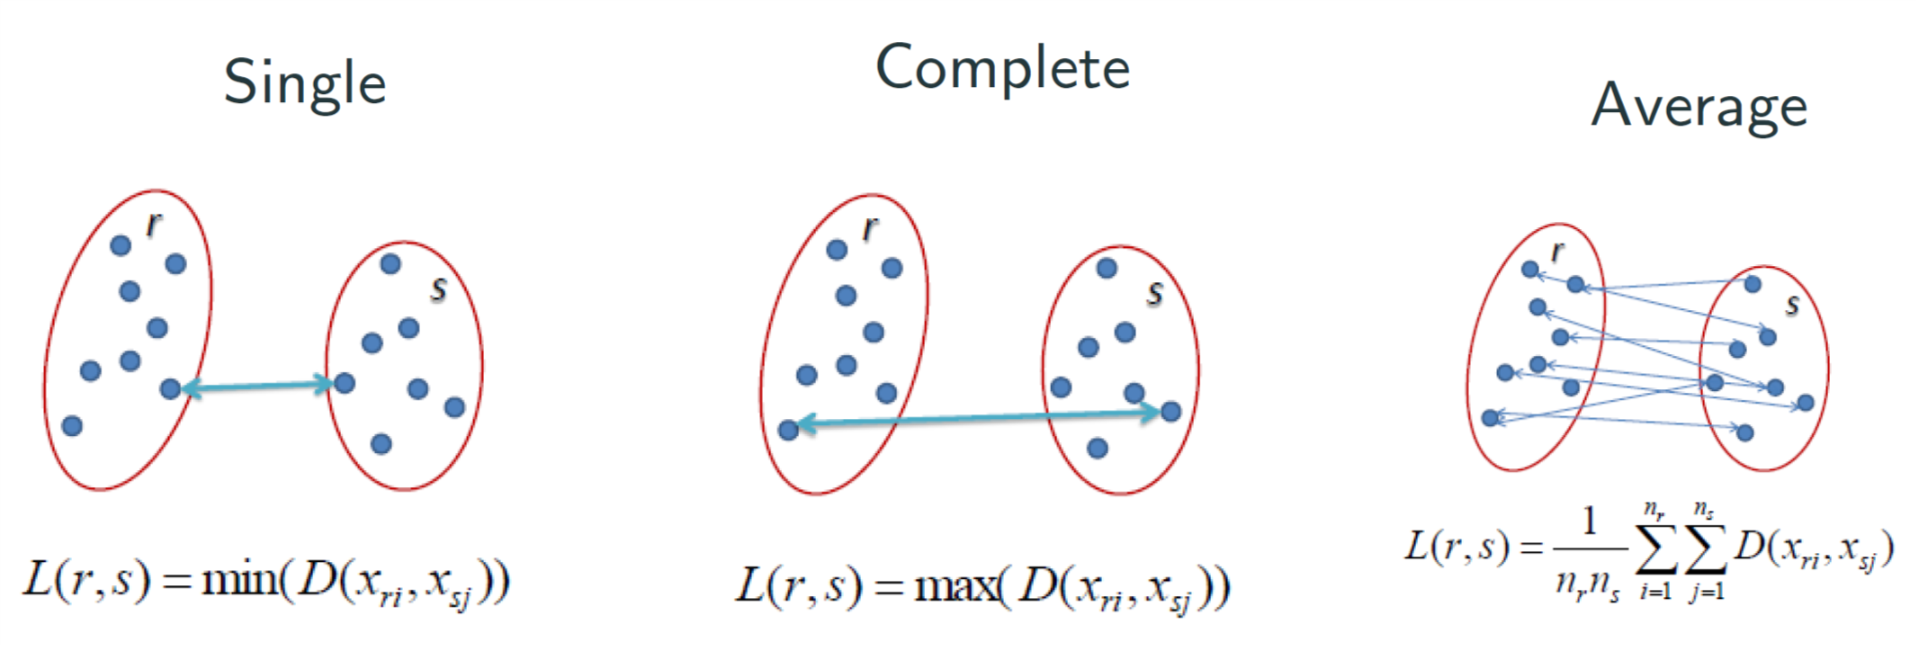 Single
r
s
L(r,s) = min(D(x_{ri}, x_{sj}))
Complete
r
s
L(r,s) = max(D(x_{ri}, x_{sj}))
Average
r
s
L(r,s) = \frac{1}{n_r n_s} \sum_{i=1}^{n_r} \sum_{j=1}^{n_s} D(x_{ri}, x_{sj})